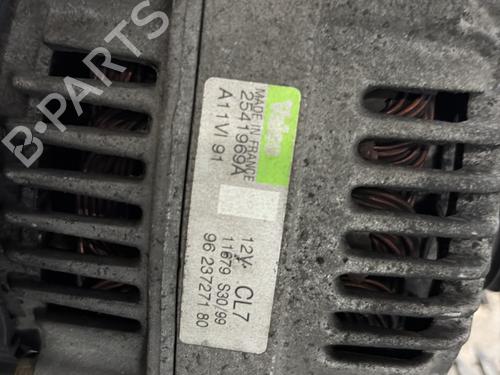 Valeo
MADE IN FRANCE
2541969A
A11VI 91
12V CL7
11679 S30/99
96 237271 80
B-PARTS